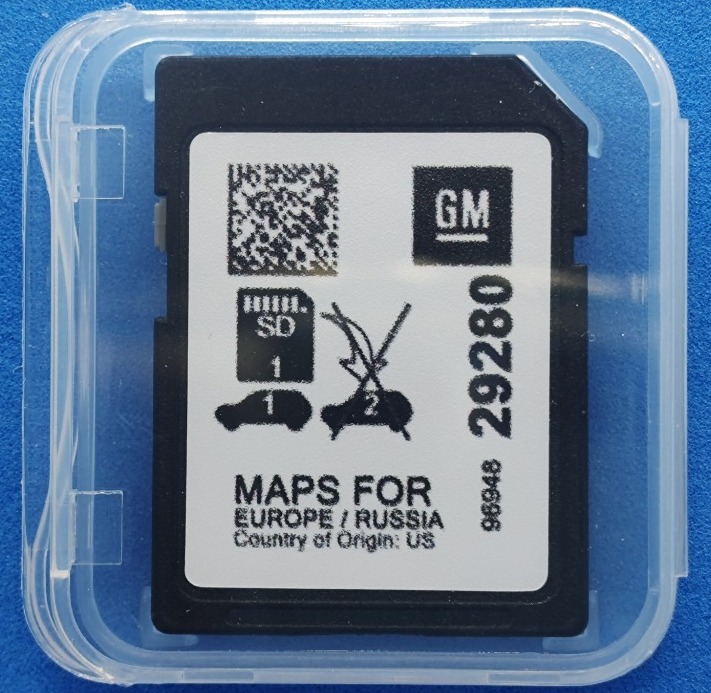 GM
SD
1
1
2
96948 29280
MAPS FOR
EUROPE / RUSSIA
Country of Origin: US